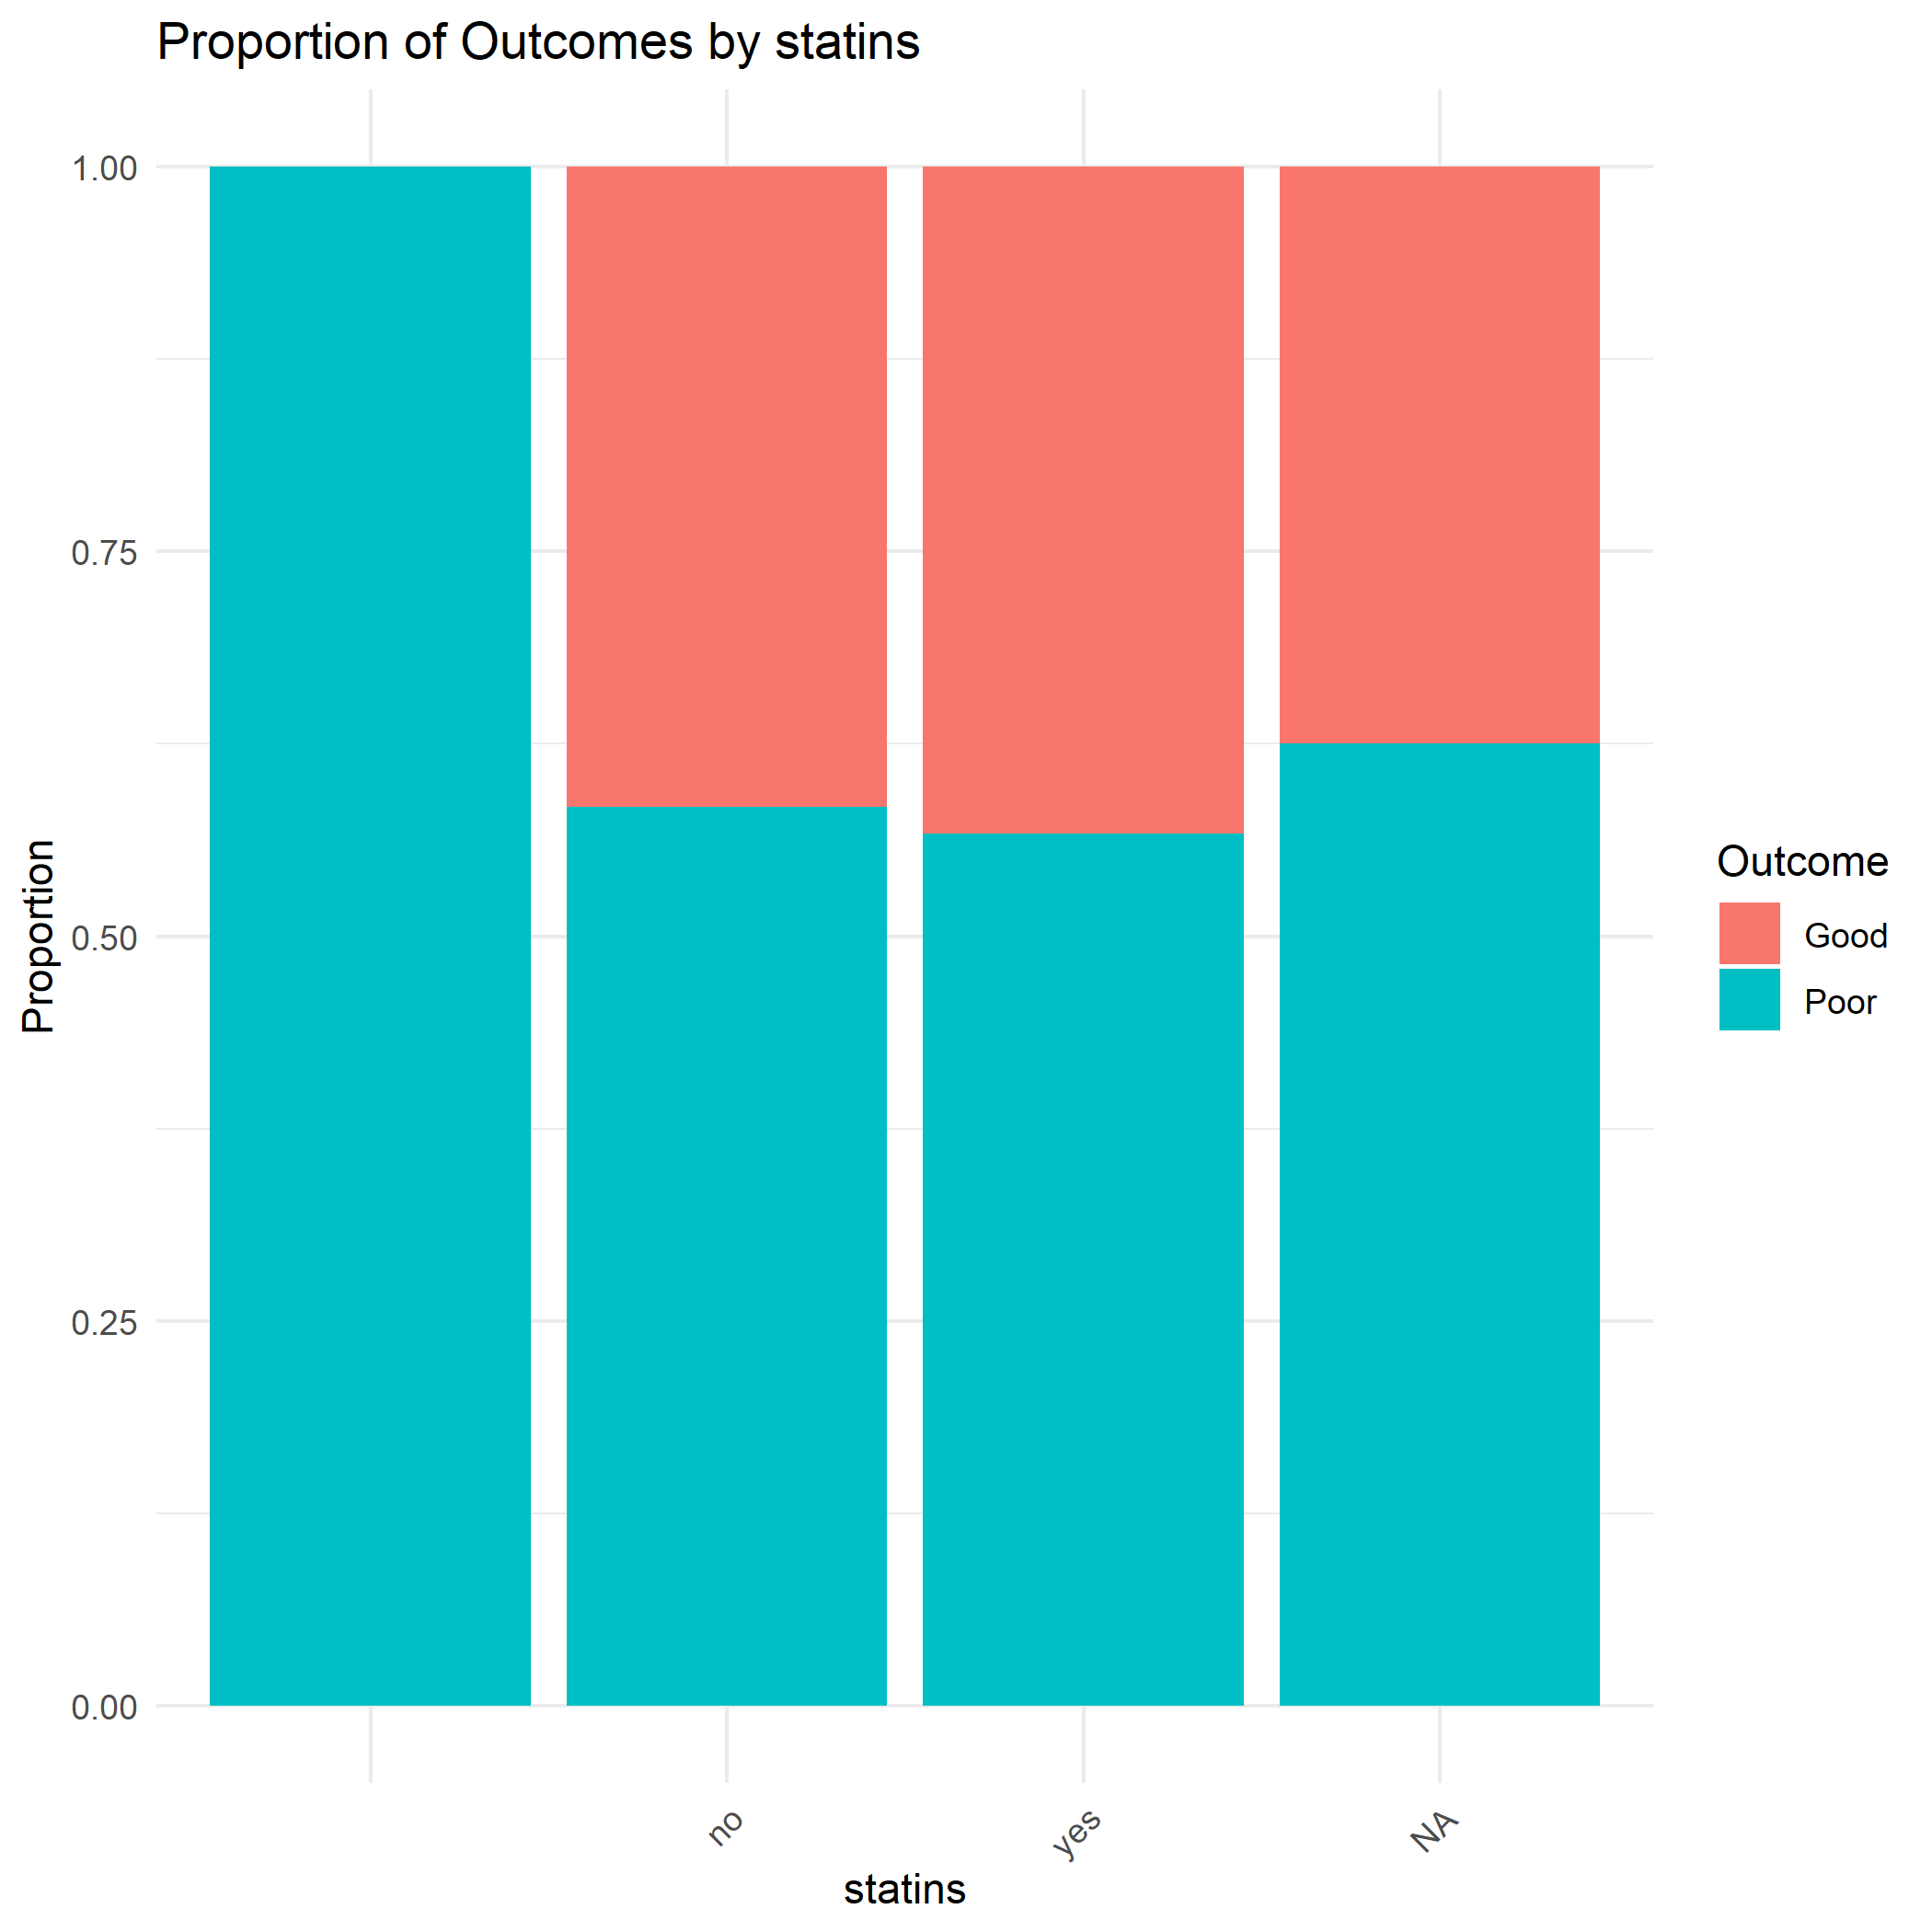 Proportion of Outcomes by statins
1.00
0.75
0.50
0.25
0.00
Proportion
no
yes
NA
statins
Outcome
Good
Poor